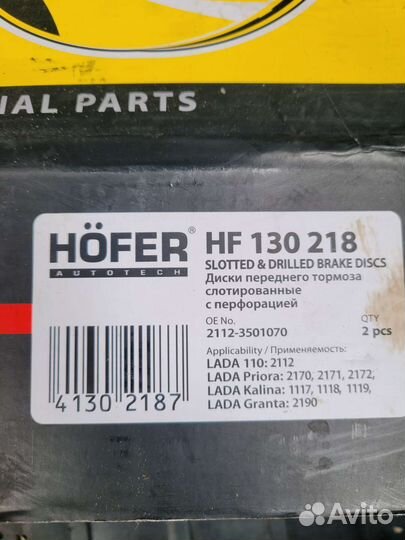 IAL PARTS
HÖFER®
AUTOTECH
HF 130 218
SLOTTED & DRILLED BRAKE DISCS
Диски переднего тормоза
слотированные
с перфорацией
OE No.
QTY
2112-3501070
2 pcs
Applicability / Применяемость:
LADA 110: 2112
LADA Priora: 2170, 2171, 2172,
LADA Kalina: 1117, 1118, 1119,
LADA Granta: 2190
4130 2187
Avito